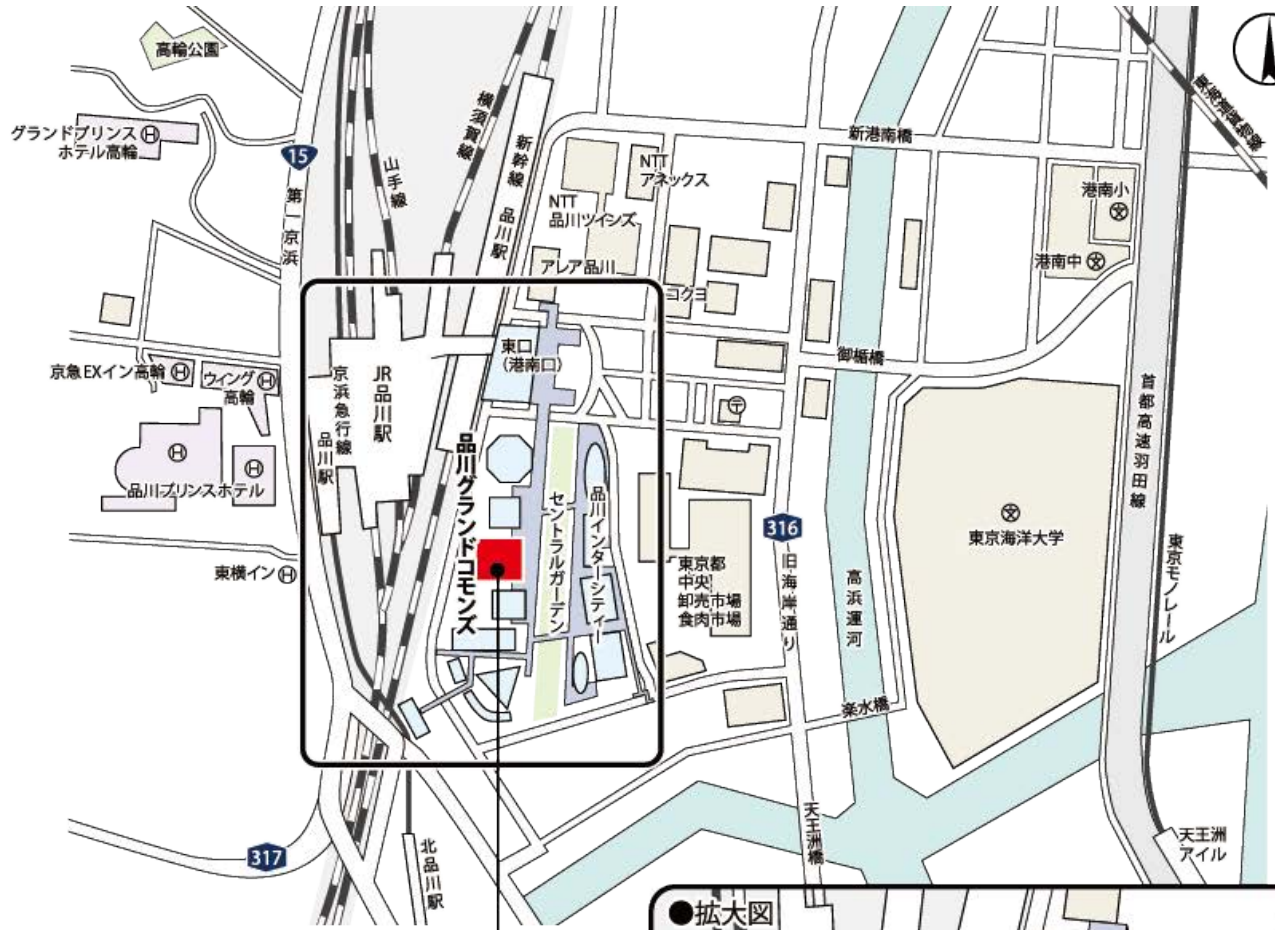 高輪公園
グランドプリンス
ホテル高輪
15
第一京浜
山手線
横須賀線
新幹線 品川駅
NTT
アネックス
NTT
品川ツインズ
アレア品川
コクヨ
新港南橋
東海道貨物線
港南小
港南中
御楯橋
東口
(港南口)
京急EXイン高輪
ウィング
高輪
品川プリンスホテル
東横イン
品川駅
京浜急行線
JR品川駅
品川グランドコモンズ
セントラルガーデン
品川インターシティー
東京都
中央
卸売市場
食肉市場
316
旧海岸通り
高浜運河
東京海洋大学
首都高速羽田線
東京モノレール
楽水橋
天王洲橋
天王洲
アイル
317
北品川駅
●拡大図